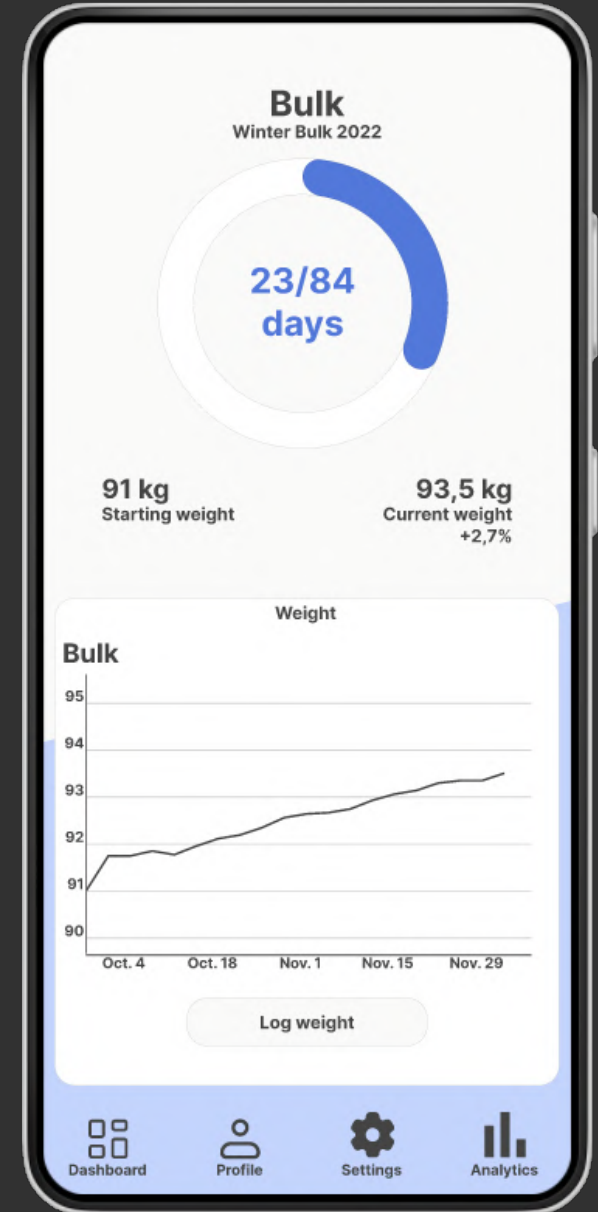 Bulk
Winter Bulk 2022
23/84
days
91 kg
Starting weight
93,5 kg
Current weight
+2,7%
Weight
Bulk
95
94
93
92
91
90
Oct. 4 Oct. 18 Nov. 1 Nov. 15 Nov. 29
Log weight
Dashboard Profile Settings Analytics